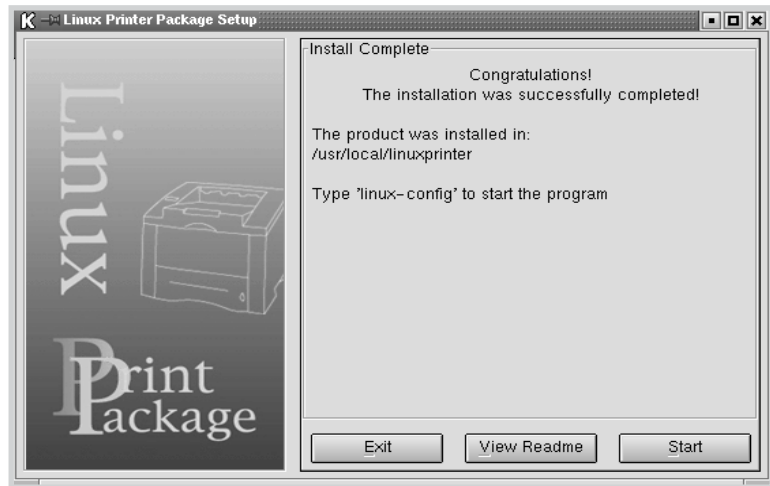 Linux Printer Package Setup
Linux
Print
Package
Install Complete
Congratulations!
The installation was successfully completed!
The product was installed in:
/usr/local/linuxprinter
Type 'linux-config' to start the program
Exit
View Readme
Start